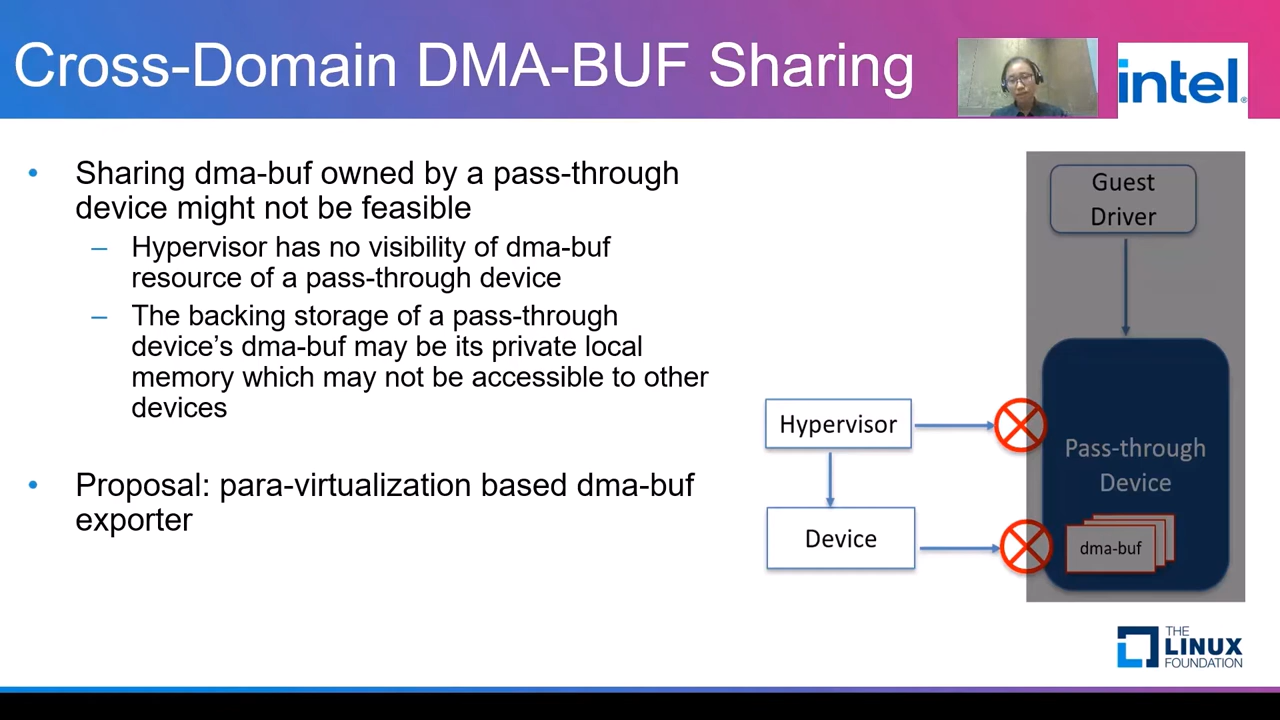 Cross-Domain DMA-BUF Sharing
intel.
• Sharing dma-buf owned by a pass-through
device might not be feasible
– Hypervisor has no visibility of dma-buf
resource of a pass-through device
– The backing storage of a pass-through
device’s dma-buf may be its private local
memory which may not be accessible to other
devices
• Proposal: para-virtualization based dma-buf
exporter
Guest
Driver
Hypervisor
Pass-through
Device
Device
dma-buf
THE
LINUX
FOUNDATION